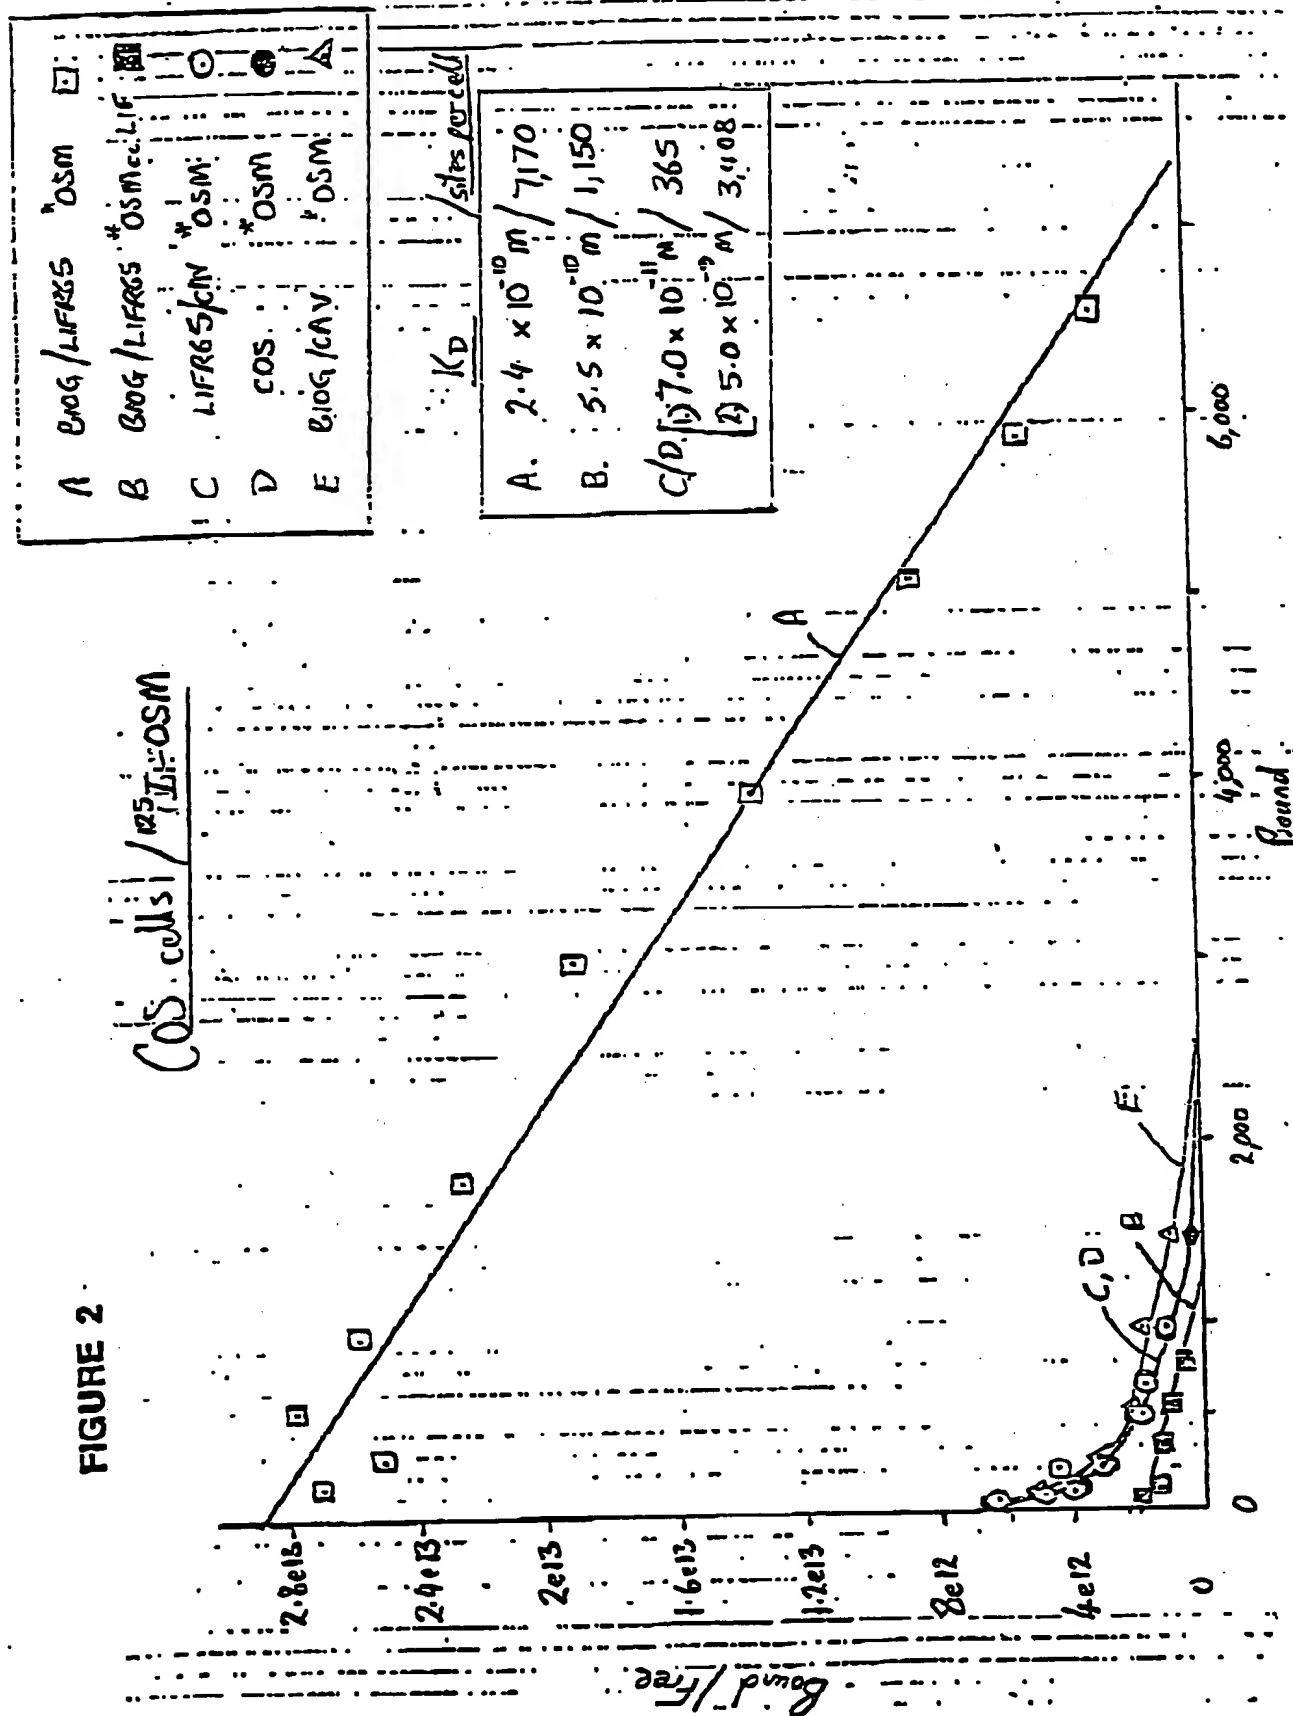 FIGURE 2
COS cells / 125I-OSM
A B10G/LIFR65 *OSM
B B10G/LIFR65 *OSM cc. LIF
C LIFR65/CAV *OSM
D COS *OSM
E B10G/CAV *OSM
KD / sites per cell
A. 2.4 x 10⁻¹⁰ M / 7,170
B. 5.5 x 10⁻¹⁰ M / 1,150
C/D. (1) 7.0 x 10⁻¹¹ M / 365
(2) 5.0 x 10⁻⁹ M / 3,408
Bound/Free
2.8e13
2.4e13
2e13
1.6e13
1.2e13
8e12
4e12
0
A
C, D
B
E
0
2,000
4,000
6,000
Bound